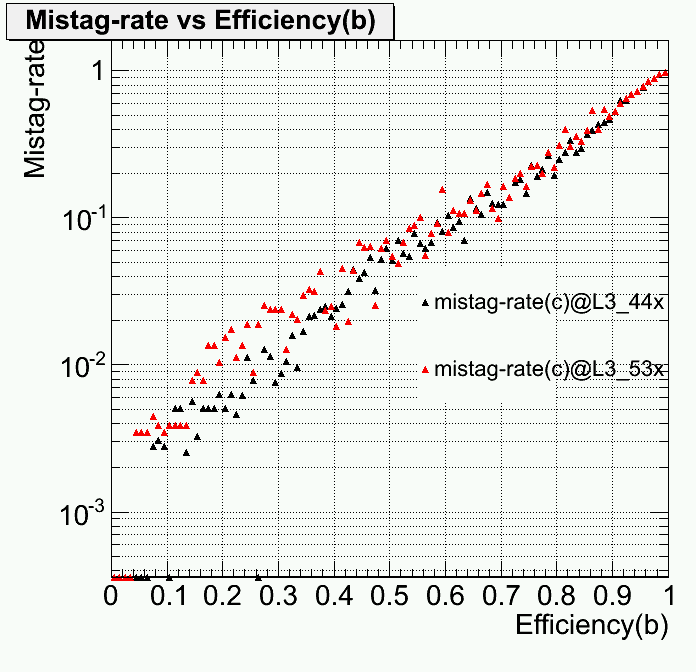 Mistag-rate vs Efficiency(b)
Mistag-rate
1
10-1
10-2
10-3
mistag-rate(c)@L3_44x
mistag-rate(c)@L3_53x
0 0.1 0.2 0.3 0.4 0.5 0.6 0.7 0.8 0.9 1
Efficiency(b)